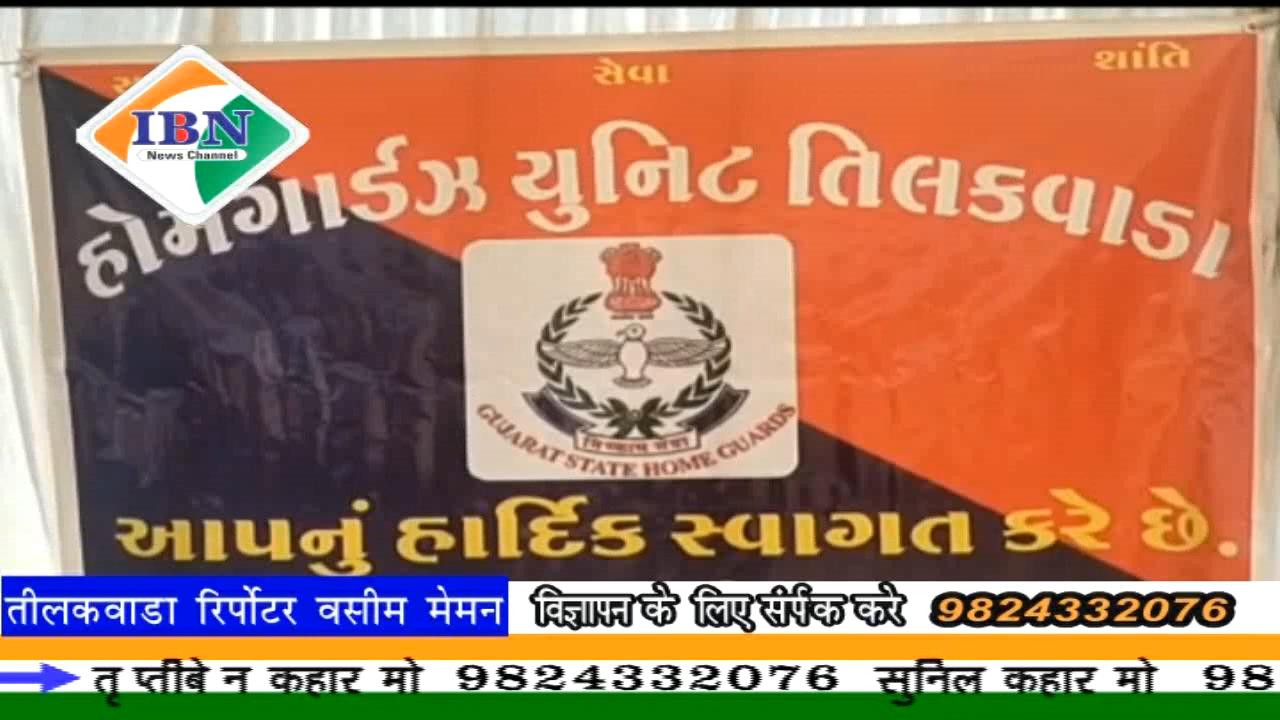 સેવા
શાંતિ
IBN
News Channel
હોમગાર્ડઝ યુનિટ તિલકવાડા
GUJARAT STATE HOME GUARDS
આપનું હાર્દિક સ્વાગત કરે છે.
तीलकवाडा रिर्पोटर वसीम मेमन
विज्ञापन के लिए संर्पक करे 9824332076
तृप्तीबेन कहार मो 9824332076 सुनिल कहार मो 98